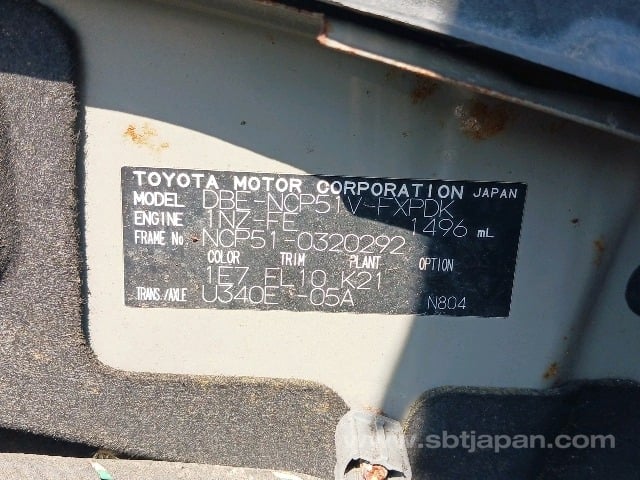 TOYOTA MOTOR CORPORATION JAPAN
MODEL DBE-NCP51V-FXPDK
ENGINE 1NZ-FE 1496 mL
FRAME No NCP51-0320292
COLOR TRIM PLANT OPTION
1E7 FL10 K21
TRANS./AXLE U340E -05A N804
www.sbtjapan.com